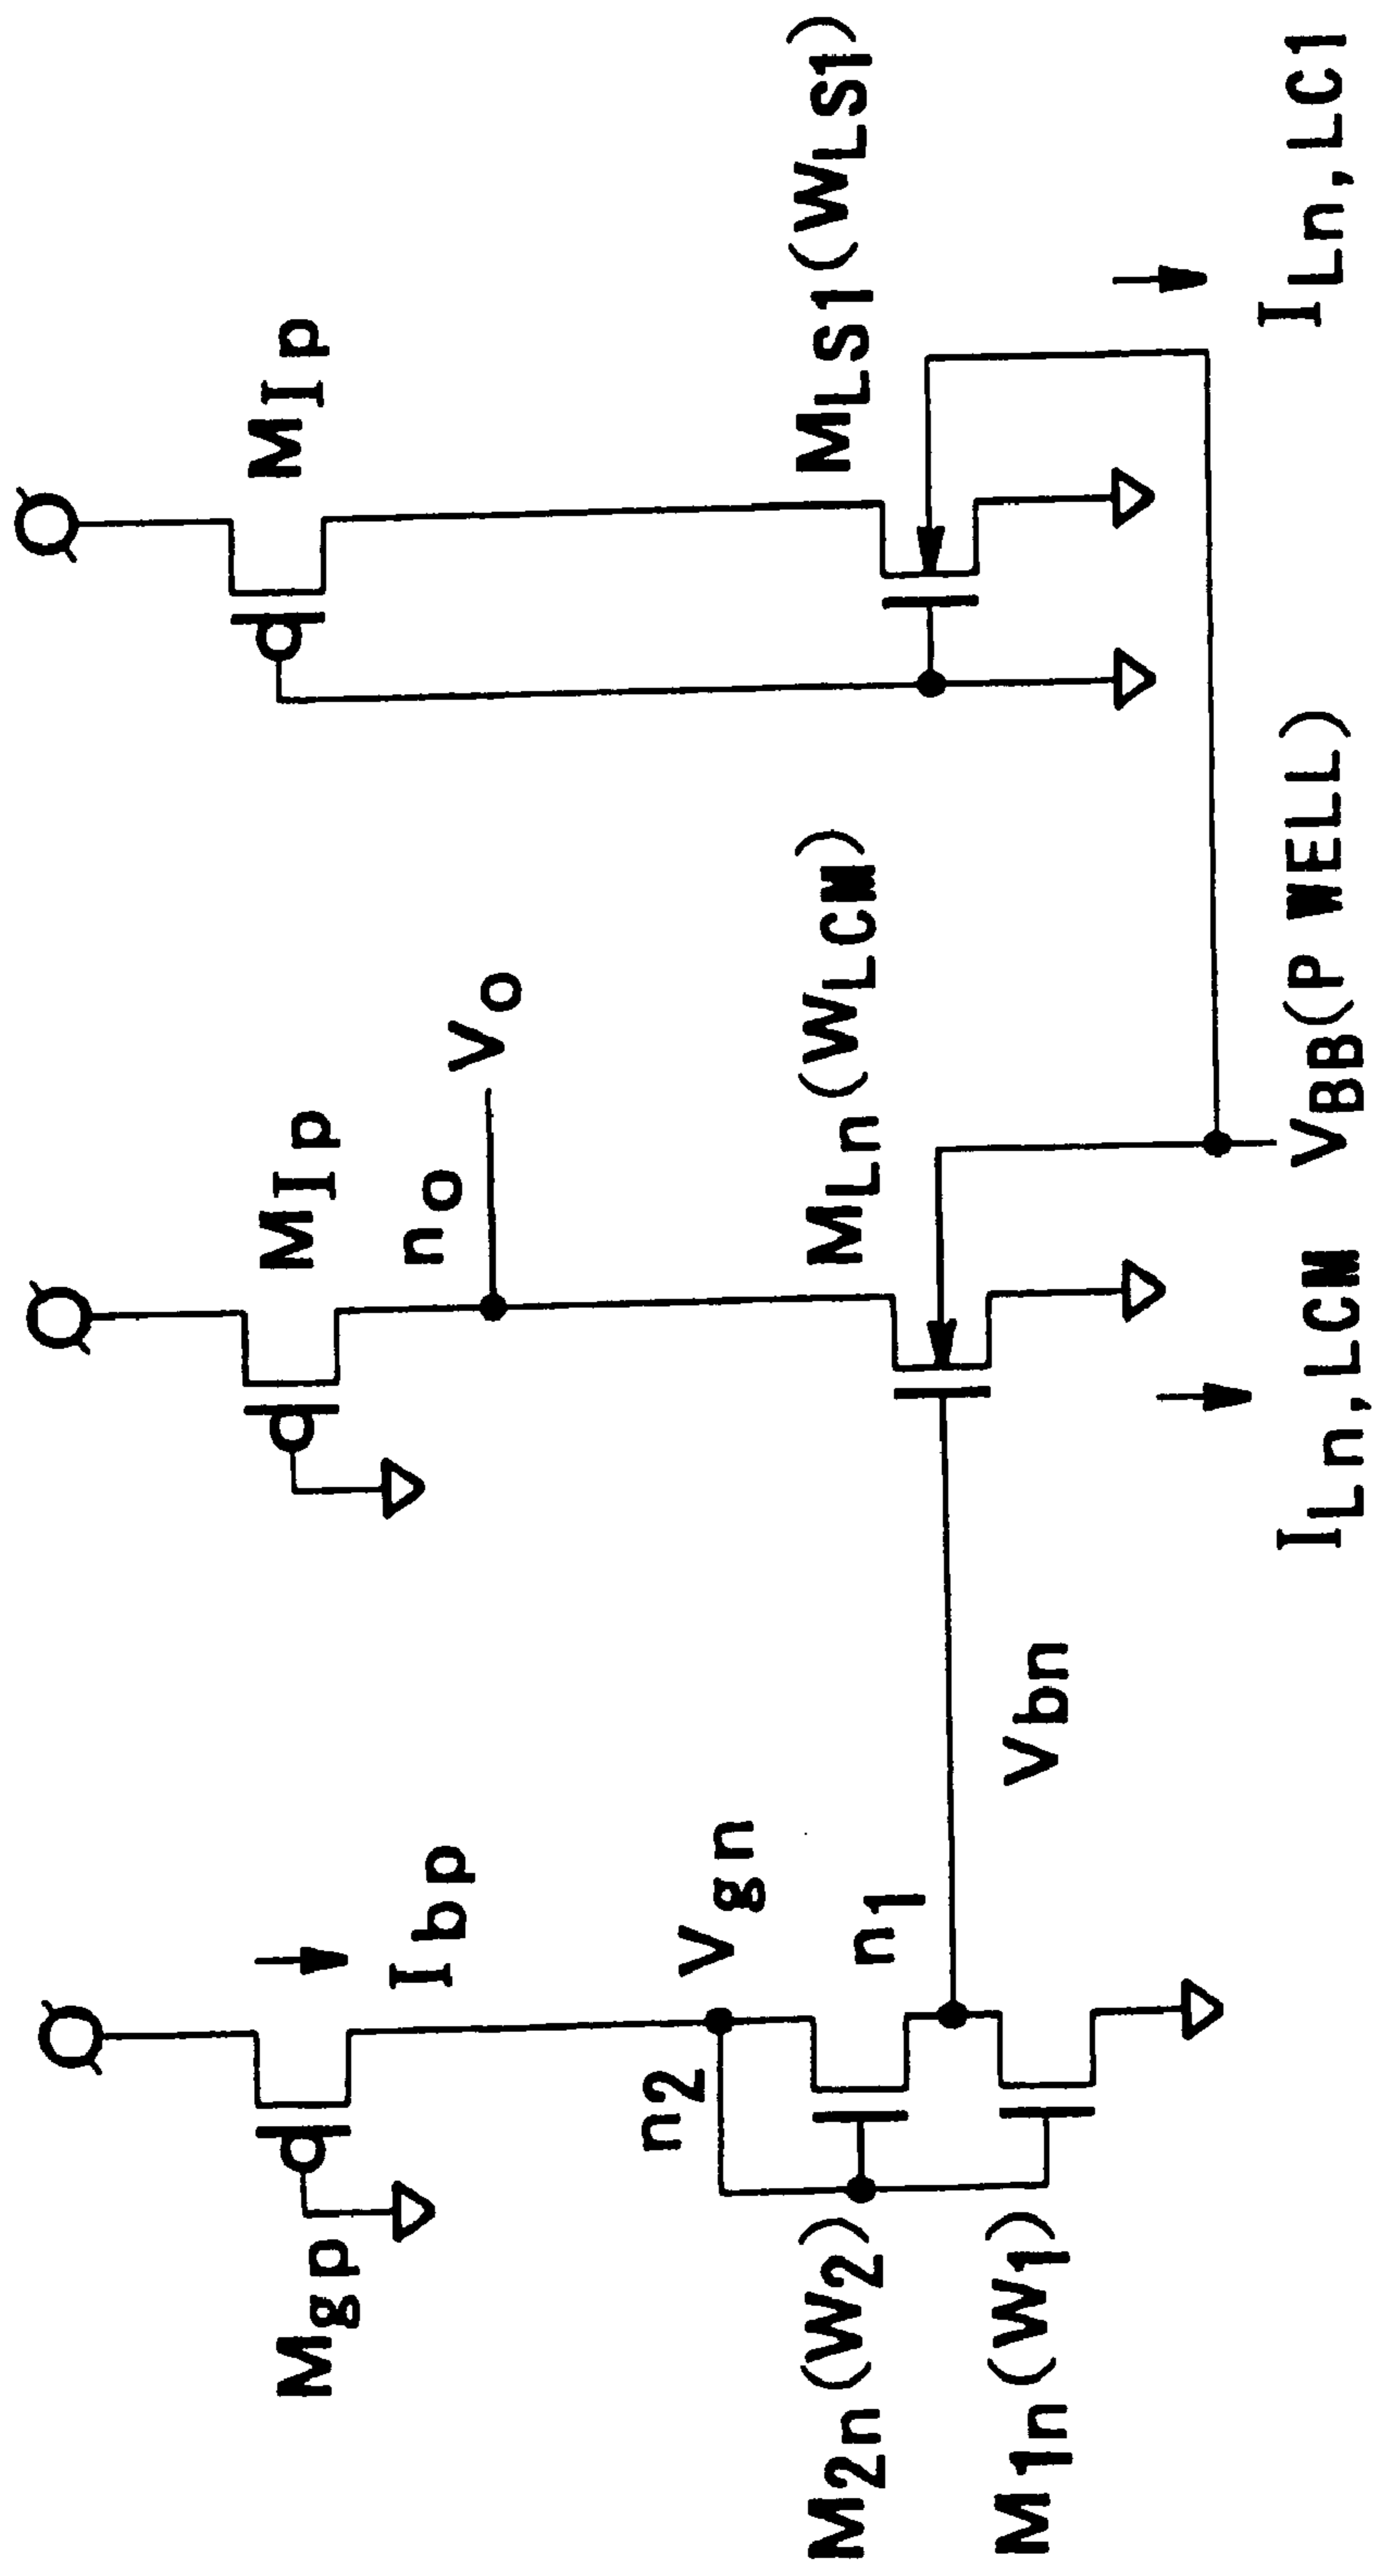 Mgp
Ibp
MIp
MIp
no
Vo
n2
Vgn
M2n(W2)
n1
MLn(WLCM)
MLS1(WLS1)
M1n(W1)
Vbn
ILn,LCM
VBB(P WELL)
ILn,LC1